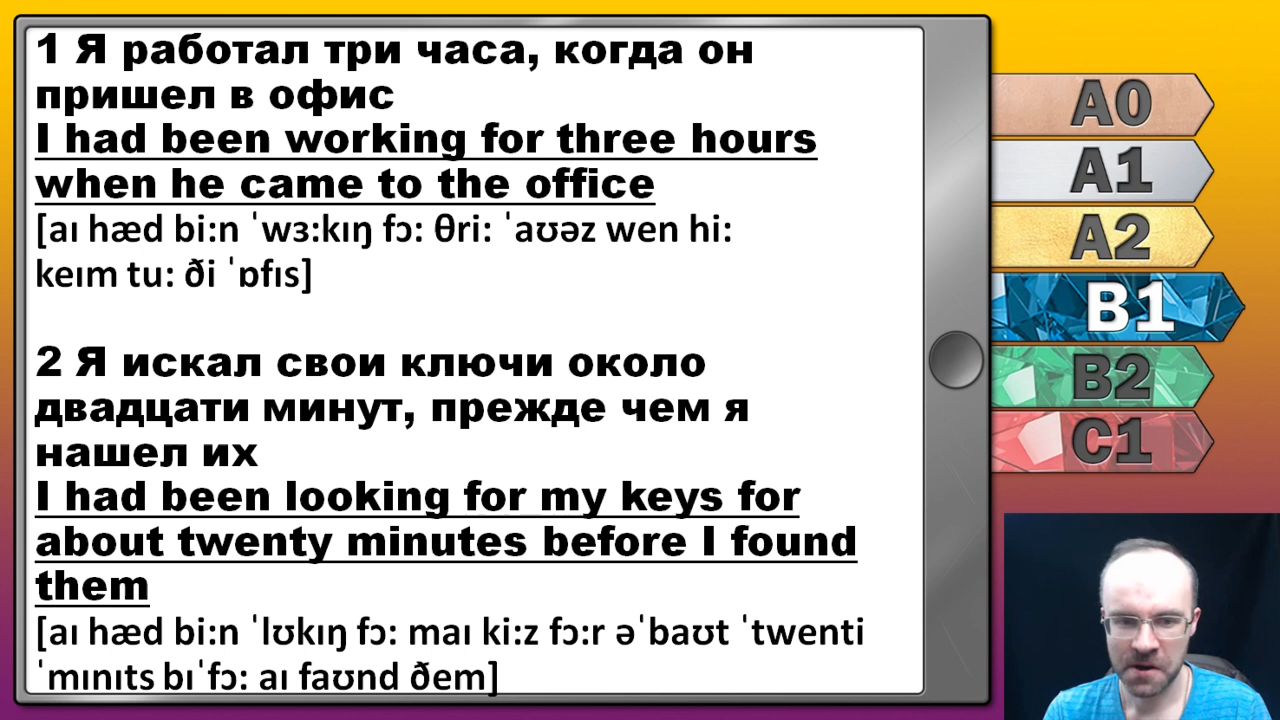 1 Я работал три часа, когда он
пришел в офис
I had been working for three hours
when he came to the office
[aɪ hæd bi:n ˈwɜ:kɪŋ fɔ: θri: ˈaʊəz wen hi:
keɪm tu: ði ˈɒfɪs]
2 Я искал свои ключи около
двадцати минут, прежде чем я
нашел их
I had been looking for my keys for
about twenty minutes before I found
them
[aɪ hæd bi:n ˈlʊkɪŋ fɔ: maɪ ki:z fɔ:r əˈbaʊt ˈtwenti
ˈmɪnɪts bɪˈfɔ: aɪ faʊnd ðem]
A0
A1
A2
B1
B2
C1